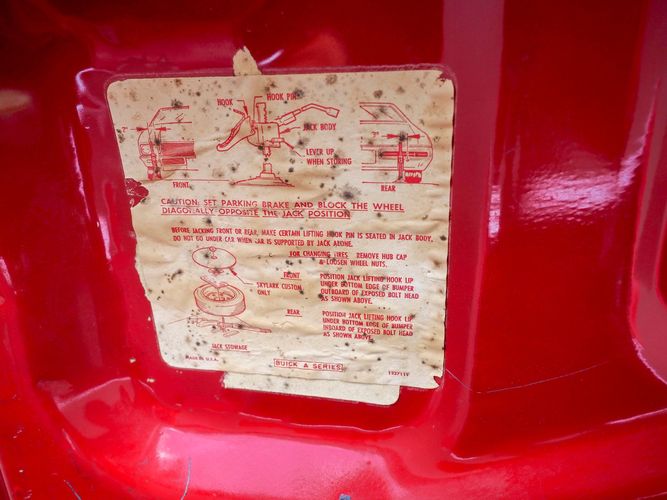 HOOK
HOOK PIN
JACK BODY
LEVER UP
WHEN STORING
FRONT
REAR
CAUTION: SET PARKING BRAKE AND BLOCK THE WHEEL
DIAGONALLY OPPOSITE THE JACK POSITION
BEFORE JACKING FRONT OR REAR, MAKE CERTAIN LIFTING HOOK PIN IS SEATED IN JACK BODY,
DO NOT GO UNDER CAR WHEN CAR IS SUPPORTED BY JACK ALONE.
FOR CHANGING TIRES REMOVE HUB CAP
& LOOSEN WHEEL NUTS.
SKYLARK CUSTOM
ONLY
FRONT
POSITION JACK LIFTING HOOK LIP
UNDER BOTTOM EDGE OF BUMPER
OUTBOARD OF EXPOSED BOLT HEAD
AS SHOWN ABOVE.
REAR
POSITION JACK LIFTING HOOK LIP
UNDER BOTTOM EDGE OF BUMPER
INBOARD OF EXPOSED BOLT HEAD
AS SHOWN ABOVE.
JACK STORAGE
MADE IN U.S.A.
BUICK A SERIES